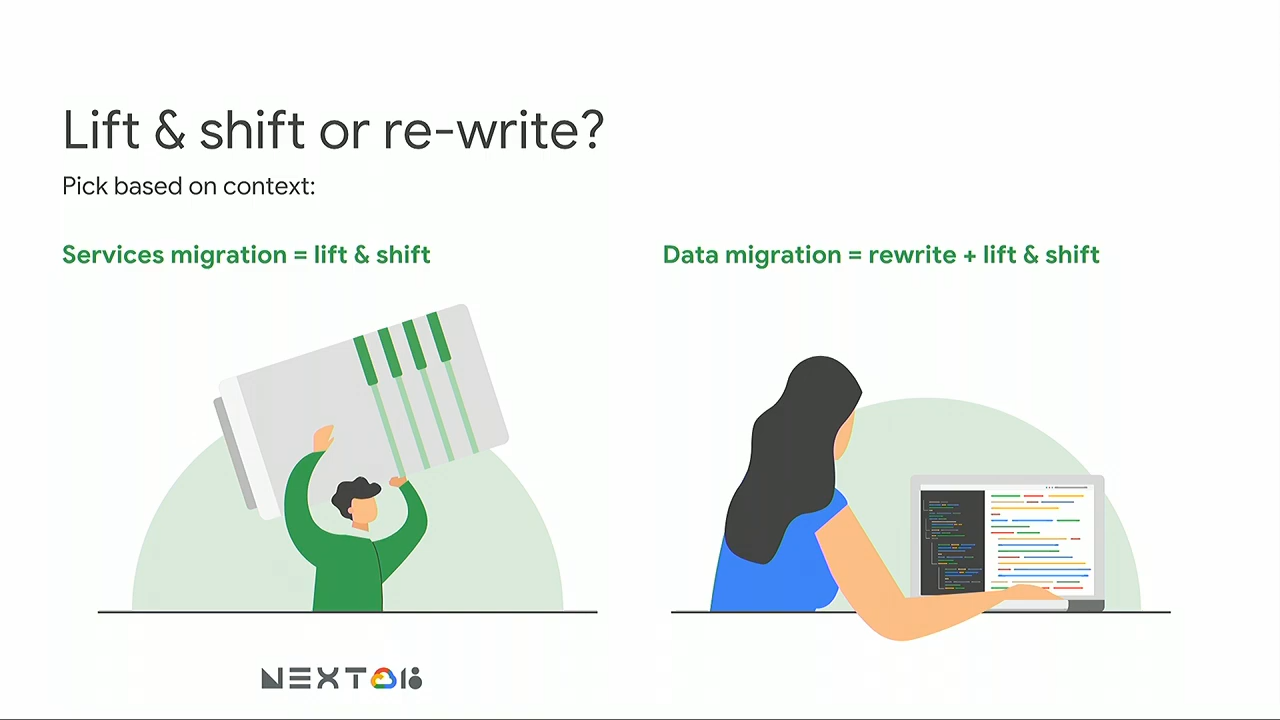 Lift & shift or re-write?
Pick based on context:
Services migration = lift & shift
Data migration = rewrite + lift & shift
NEXT 18